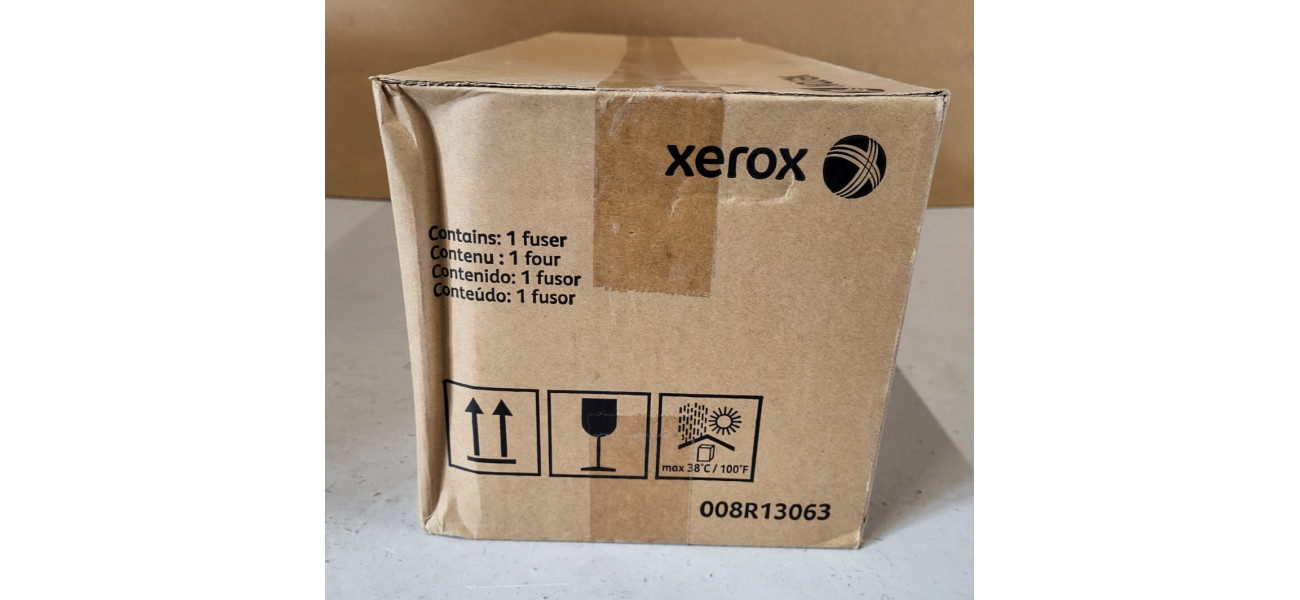 xerox
Contains: 1 fuser
Contenu : 1 four
Contenido: 1 fusor
Conteúdo: 1 fusor
max 38°C / 100°F
008R13063